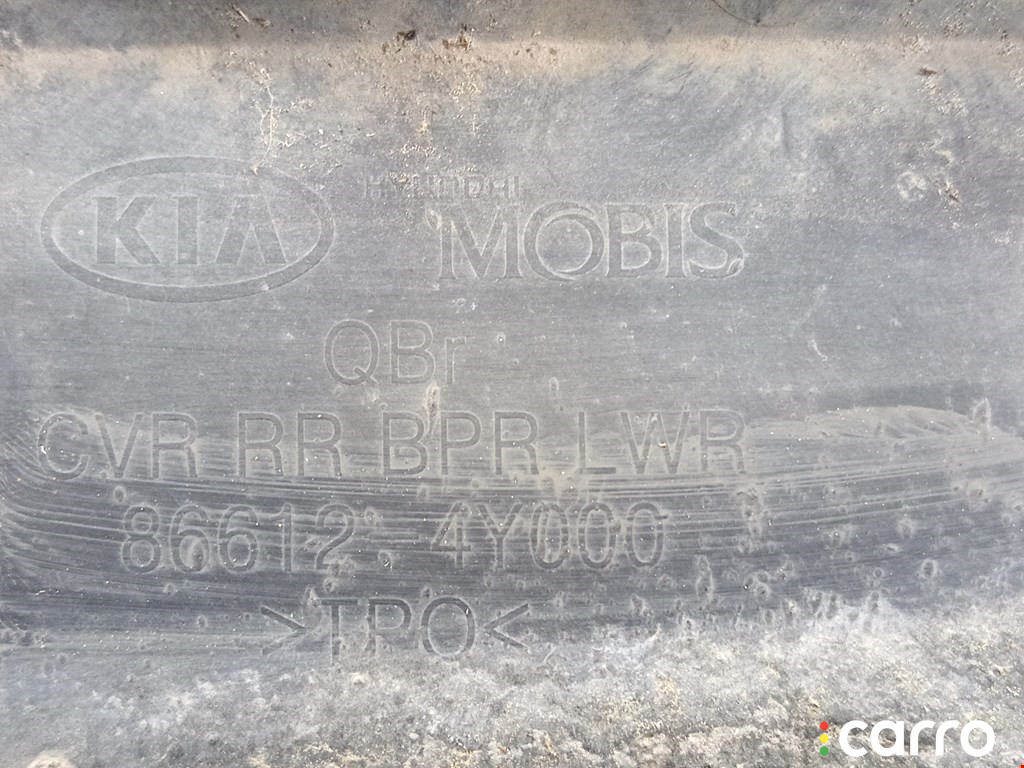 KIA HYUNDAI
MOBIS
QBr
CVR RR BPR LWR
86612 - 4Y000
>TPO<
carro